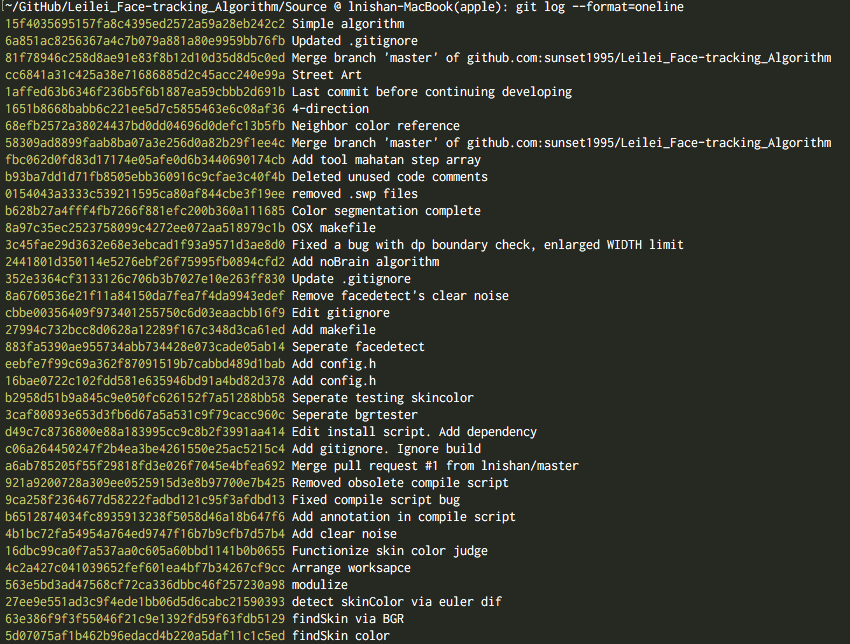 [~/GitHub/Leilei_Face-tracking_Algorithm/Source @ lnishan-MacBook(apple): git log --format=oneline
15f4035695157fa8c4395ed2572a59a28eb242c2 Simple algorithm
6a851ac8256367a4c7b079a881a80e9959bb76fb Updated .gitignore
81f78946c258d8ae91e83f8b12d10d35d8d5c0ed Merge branch 'master' of github.com:sunset1995/Leilei_Face-tracking_Algorithm
cc6841a31c425a38e71686885d2c45acc240e99a Street Art
1affed63b6346f236b5f6b1887ea59cbbb2d691b Last commit before continuing developing
1651b8668babb6c221ee5d7c5855463e6c08af36 4-direction
68efb2572a38024437bd0dd04696d0defc13b5fb Neighbor color reference
58309ad8899faab8ba07a3e256d0a82b29f1ee4c Merge branch 'master' of github.com:sunset1995/Leilei_Face-tracking_Algorithm
fbc062d0fd83d17174e05afe0d6b3440690174cb Add tool mahatan step array
b93ba7dd1d71fb8505ebb360916c9cfae3c40f4b Deleted unused code comments
0154043a3333c539211595ca80af844cbe3f19ee removed .swp files
b628b27a4fff4fb7266f881efc200b360a111685 Color segmentation complete
8a97c35ec2523758099c4272ee072aa518979c1b OSX makefile
3c45fae29d3632e68e3ebcad1f93a9571d3ae8d0 Fixed a bug with dp boundary check, enlarged WIDTH limit
2441801d350114e5276ebf26f75995fb0894cfd2 Add noBrain algorithm
352e3364cf3133126c706b3b7027e10e263ff830 Update .gitignore
8a6760536e21f11a84150da7fea7f4da9943edef Remove facedetect's clear noise
cbbe00356409f973401255750c6d03eaacbb16f9 Edit gitignore
27994c732bcc8d0628a12289f167c348d3ca61ed Add makefile
883fa5390ae955734abb734428e073cade05ab14 Seperate facedetect
eebfe7f99c69a362f87091519b7cabbd489d1bab Add config.h
16bae0722c102fdd581e635946bd91a4bd82d378 Add config.h
b2958d51b9a845c9e050fc626152f7a51288bb58 Seperate testing skincolor
3caf80893e653d3fb6d67a5a531c9f79cacc960c Seperate bgrtester
d49c7c8736800e88a183995cc9c8b2f3991aa414 Edit install script. Add dependency
c06a264450247f2b4ea3be4261550e25ac5215c4 Add gitignore. Ignore build
a6ab785205f55f29818fd3e026f7045e4bfea692 Merge pull request #1 from lnishan/master
921a9200728a309ee0525915d3e8b97700e7b425 Removed obsolete compile script
9ca258f2364677d58222fadbd121c95f3afdbd13 Fixed compile script bug
b6512874034fc8935913238f5058d46a18b647f6 Add annotation in compile script
4b1bc72fa54954a764ed9747f16b7b9cfb7d57b4 Add clear noise
16dbc99ca0f7a537aa0c605a60bbd1141b0b0655 Functionize skin color judge
4c2a427c041039652fef601ea4bf7b34267cf9cc Arrange worksapce
563e5bd3ad47568cf72ca336dbbc46f257230a98 modulize
27ee9e551ad3c9f4ede1bb06d5d6cabc21590393 detect skinColor via euler dif
63e386f9f3f55046f21c9e1392fd59f63fdb5129 findSkin via BGR
5d07075af1b462b96edacd4b220a5daf11c1c5ed findSkin color